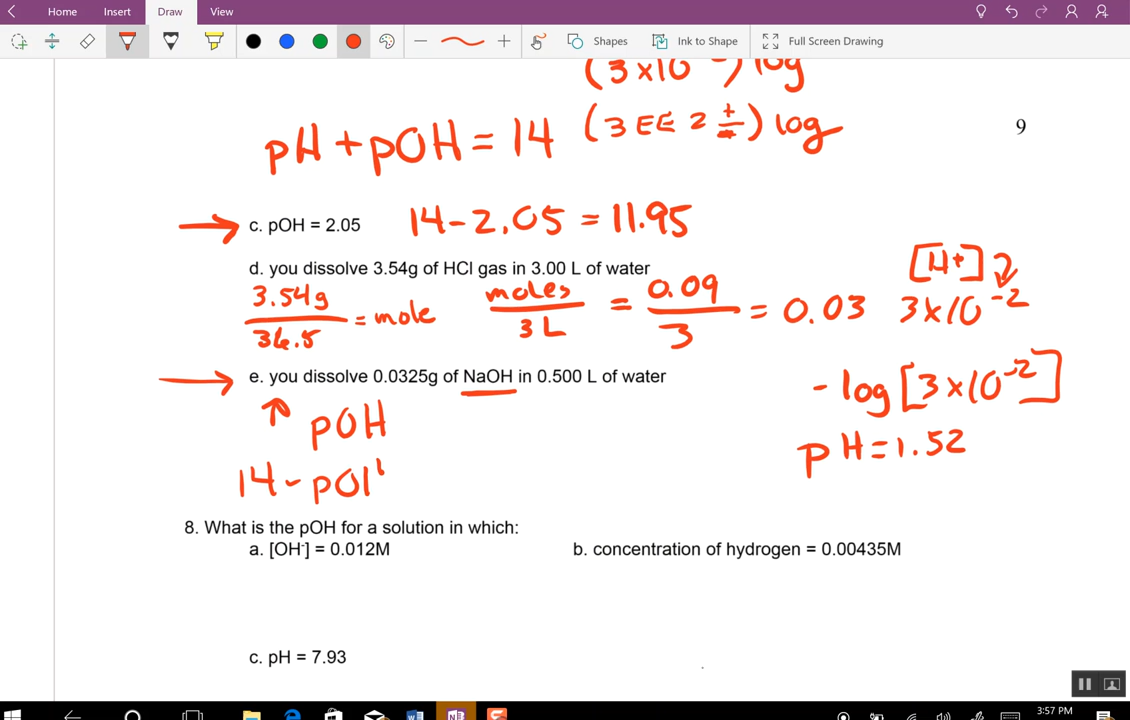 Home Insert Draw View
Shapes Ink to Shape Full Screen Drawing
(3 x10 ) log
pH + pOH = 14 (3 EE 2 +/-) log
9
c. pOH = 2.05 14-2.05 = 11.95
d. you dissolve 3.54g of HCl gas in 3.00 L of water
[H+]
3.54g / 36.5 = mole moles / 3 L = 0.09 / 3 = 0.03 3x10⁻²
e. you dissolve 0.0325g of NaOH in 0.500 L of water
- log [3x10⁻²]
pOH
pH = 1.52
14 - pOH
8. What is the pOH for a solution in which:
a. [OH⁻] = 0.012M b. concentration of hydrogen = 0.00435M
c. pH = 7.93
3:57 PM